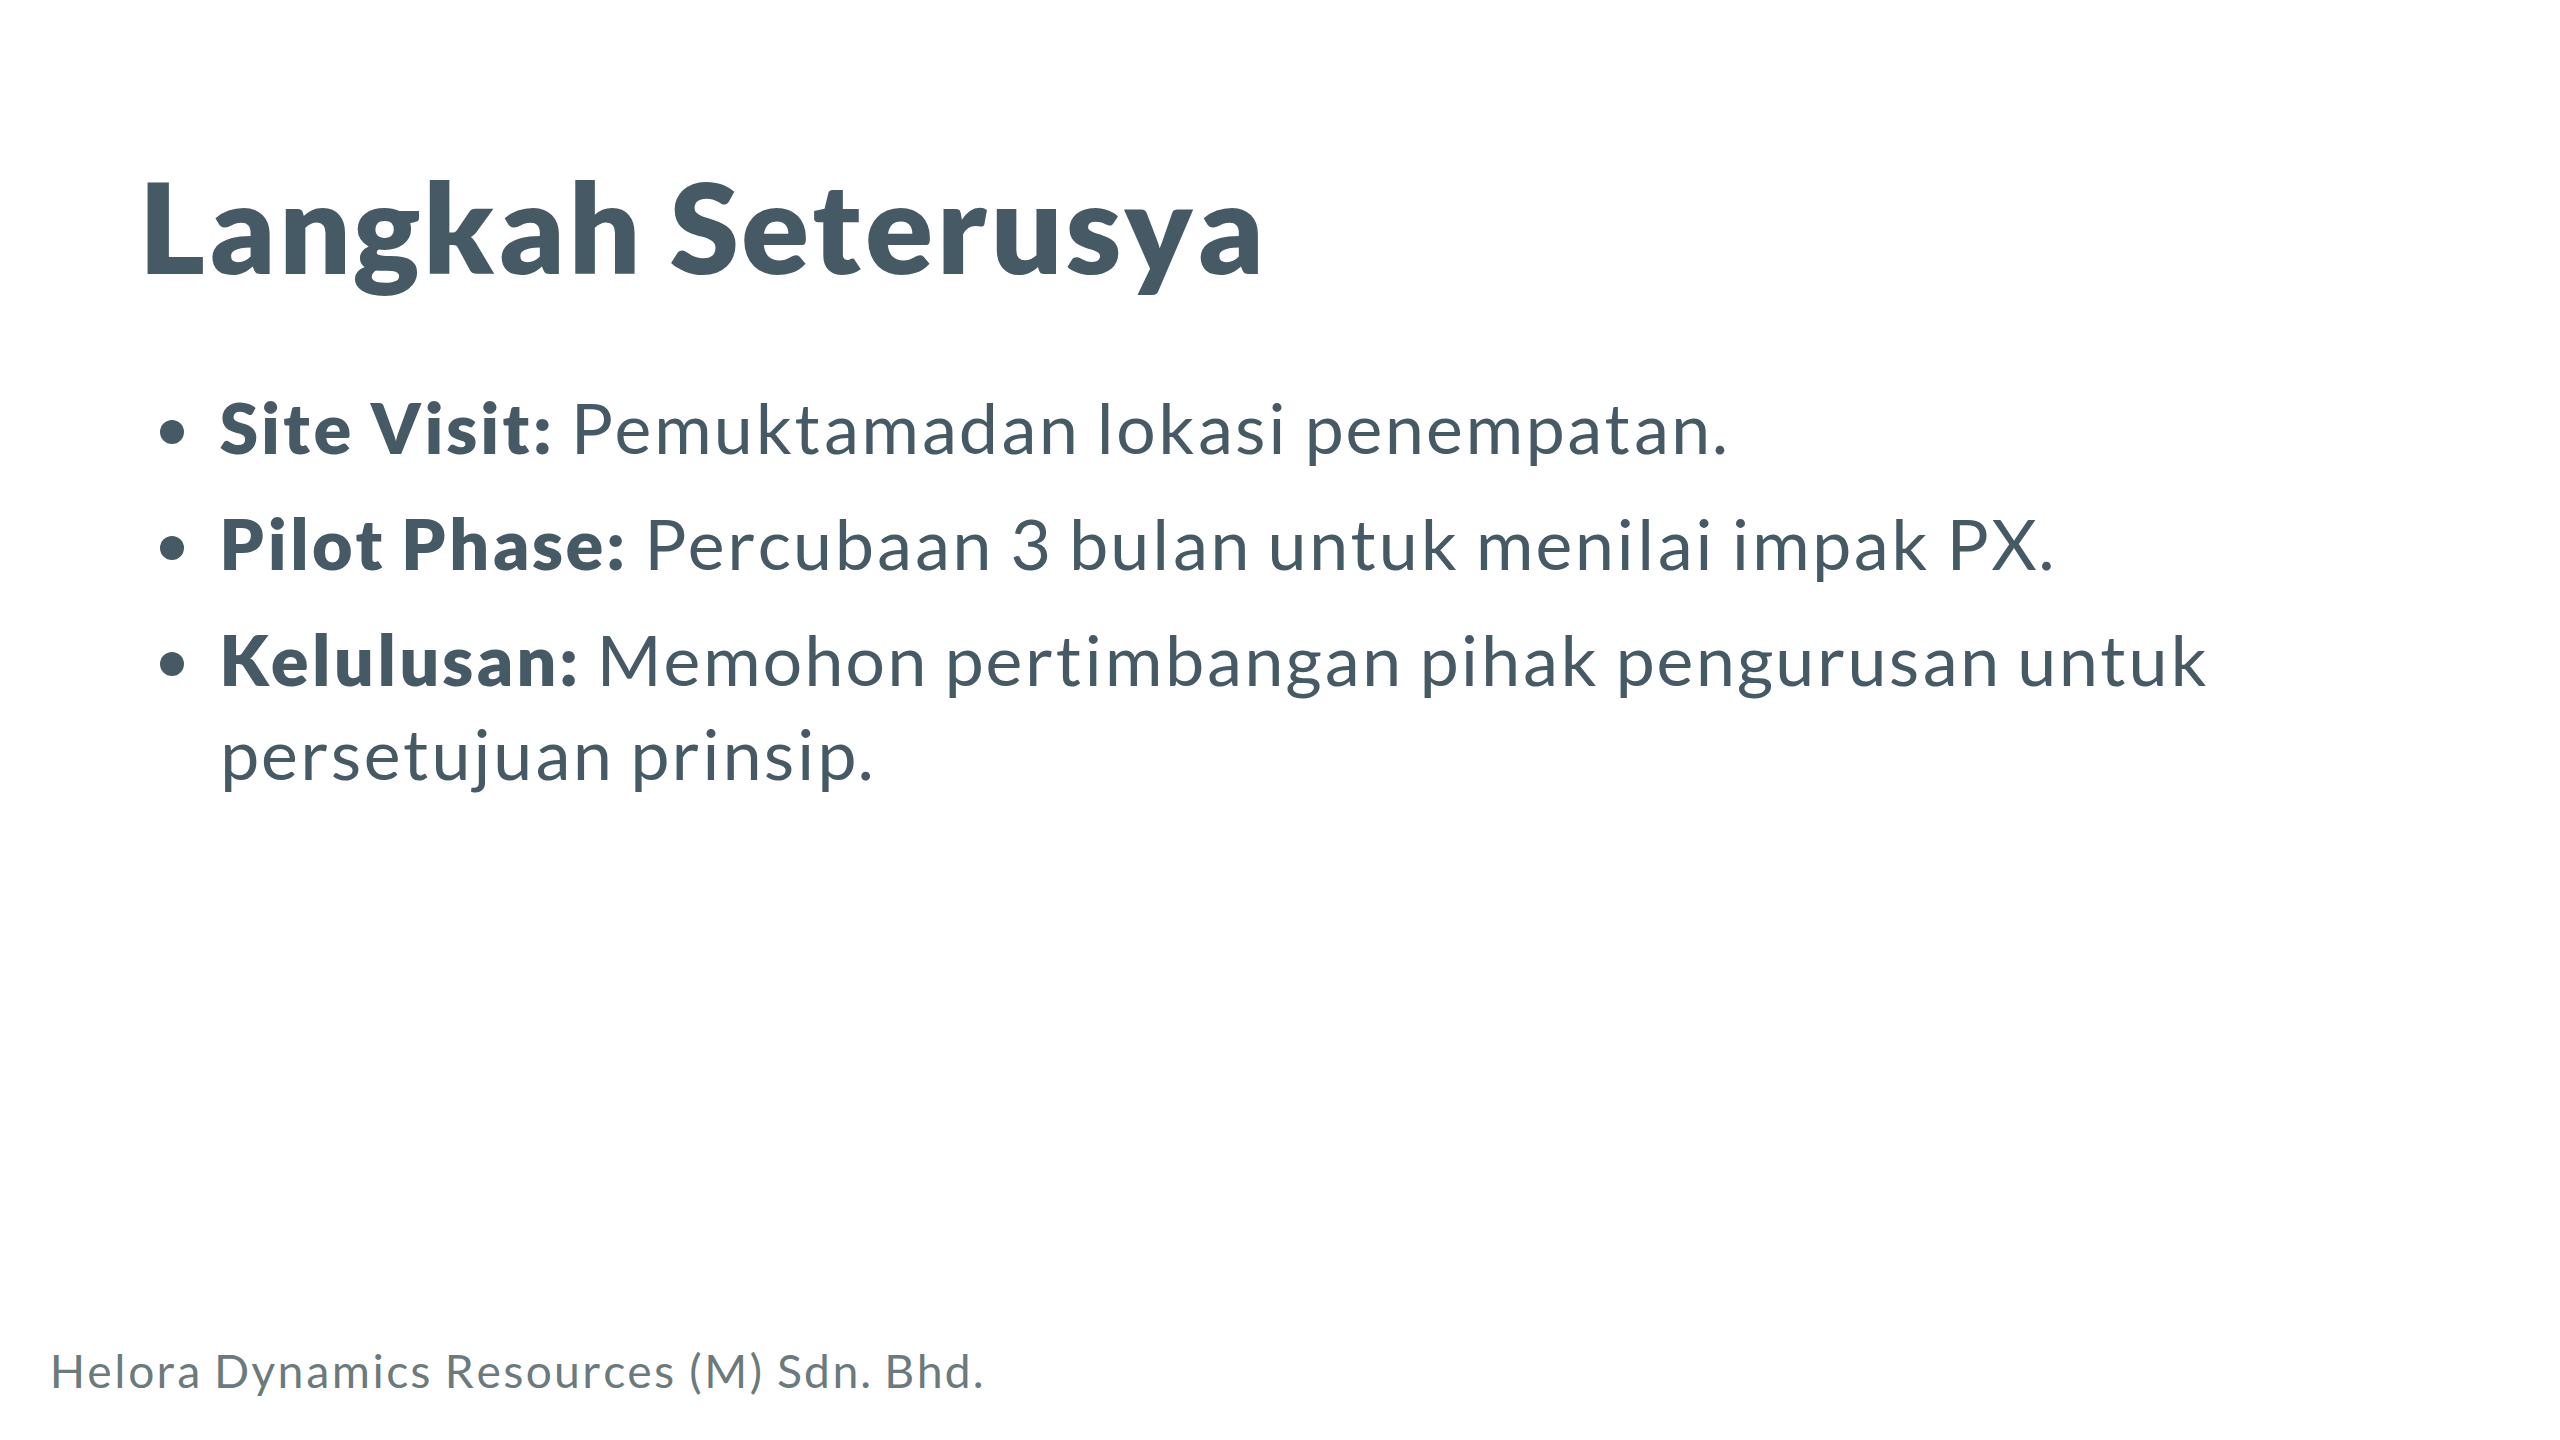 Langkah Seterusya
• Site Visit: Pemuktamadan lokasi penempatan.
• Pilot Phase: Percubaan 3 bulan untuk menilai impak PX.
• Kelulusan: Memohon pertimbangan pihak pengurusan untuk
persetujuan prinsip.
Helora Dynamics Resources (M) Sdn. Bhd.